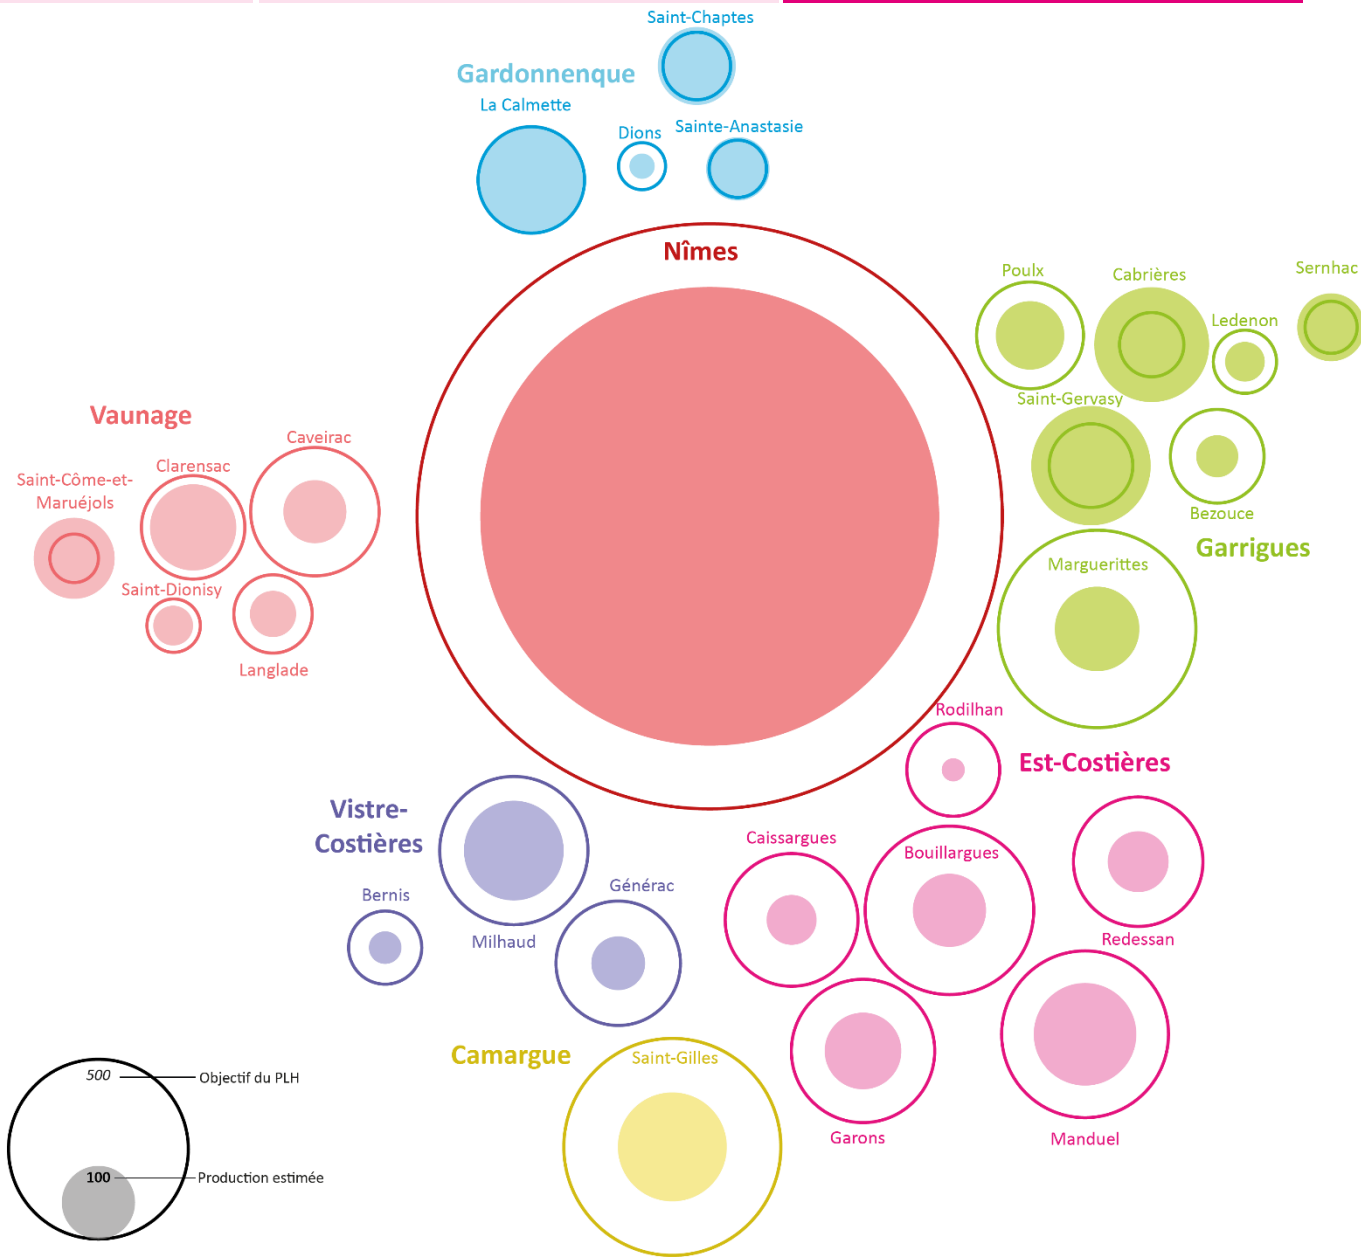 Saint-Chaptes
Gardonnenque
La Calmette
Dions
Sainte-Anastasie
Nîmes
Poulx
Cabrières
Sernhac
Ledenon
Saint-Gervasy
Bezouce
Garrigues
Marguerittes
Vaunage
Caveirac
Clarensac
Saint-Côme-et-
Maruéjols
Saint-Dionisy
Langlade
Rodilhan
Est-Costières
Vistre-
Costières
Caissargues
Bouillargues
Bernis
Générac
Milhaud
Redessan
Camargue
Saint-Gilles
Garons
Manduel
500
Objectif du PLH
100
Production estimée